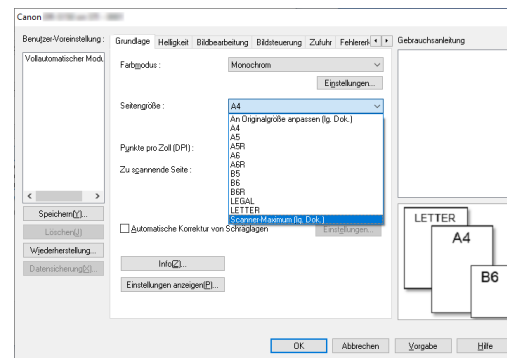 Canon
Benutzer-Voreinstellung :
Vollautomatischer Modu
Speichern(Y)...
Löschen(J)
Wiederherstellung...
Datensicherung(X)...
Grundlage Helligkeit Bildbearbeitung Bildsteuerung Zufuhr Fehlererk
Farbmodus :
Monochrom
Einstellungen...
Seitengröße :
A4
An Originalgröße anpassen (lg. Dok.)
A4
A5
A5R
A6
A6R
B5
B6
B6R
LEGAL
LETTER
Scanner-Maximum (lg. Dok.)
Punkte pro Zoll (DPI) :
Zu scannende Seite :
Automatische Korrektur von Schräglagen
Einstellungen...
Info(Z)...
Einstellungen anzeigen(P)...
Gebrauchsanleitung
LETTER
A4
B6
OK
Abbrechen
Vorgabe
Hilfe